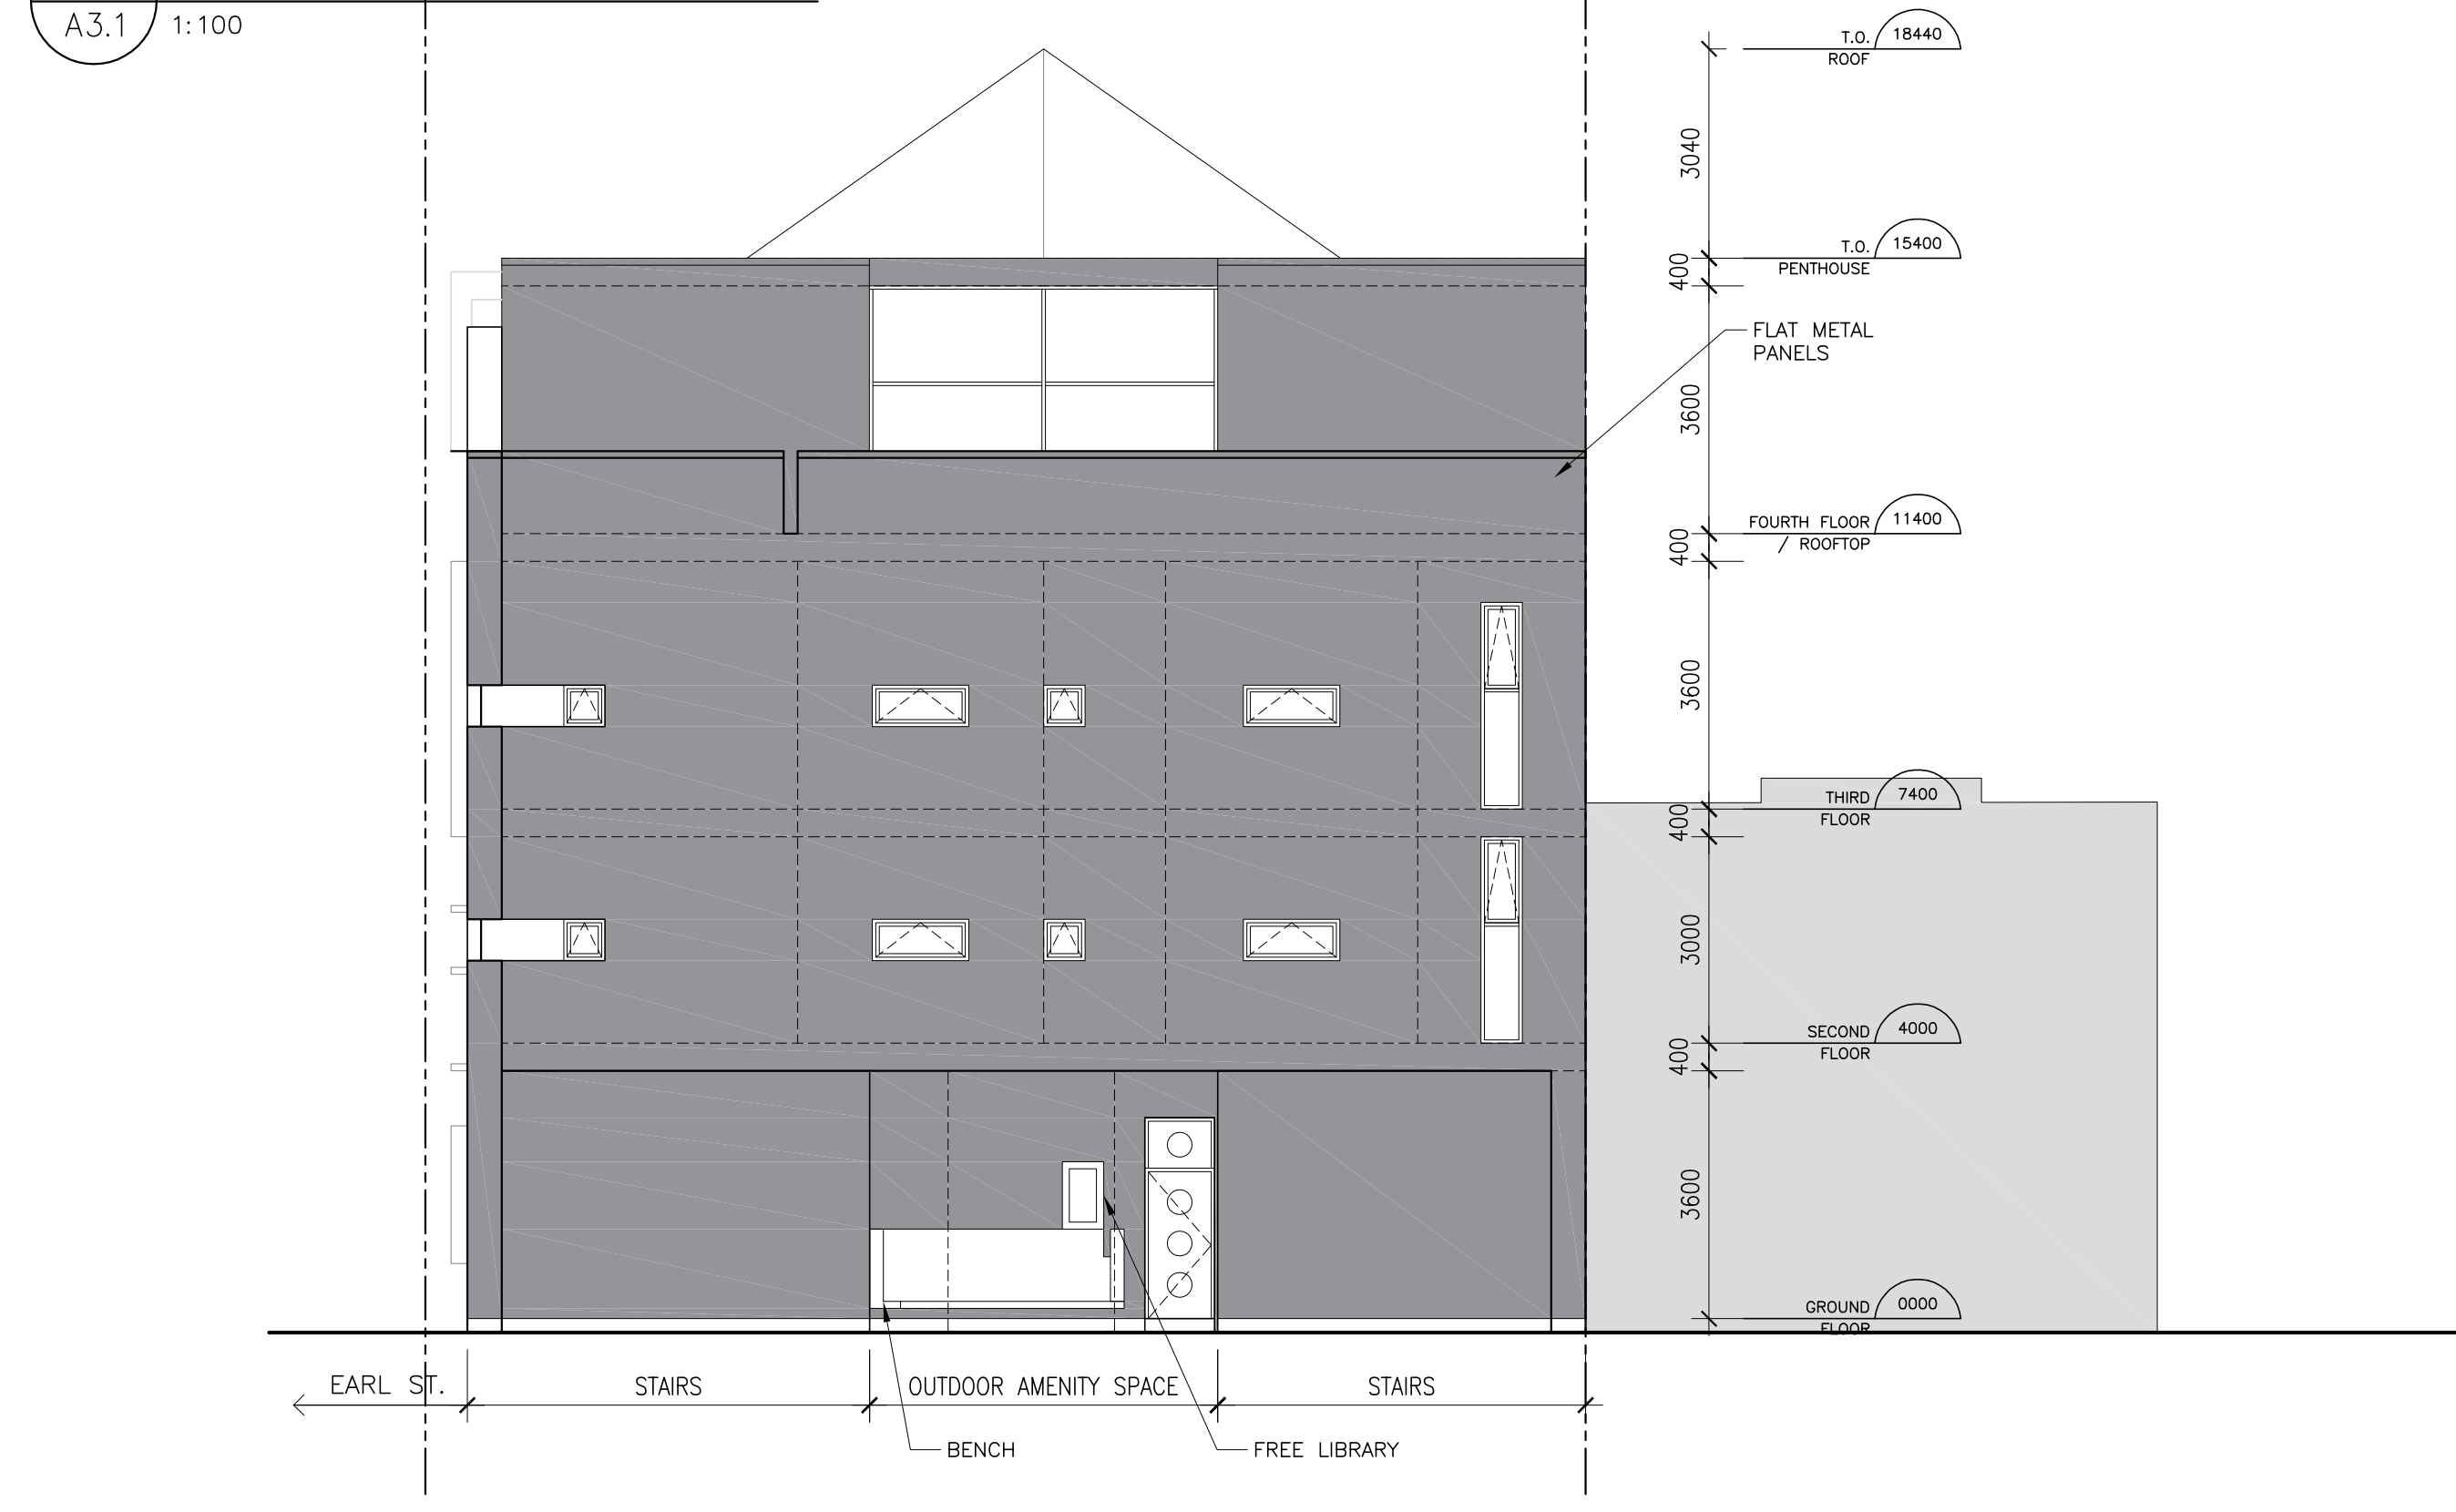 A3.1
1:100
T.O.
18440
ROOF
3040
T.O.
15400
PENTHOUSE
400
FLAT METAL
PANELS
3600
FOURTH FLOOR
11400
/ ROOFTOP
400
3600
THIRD
7400
FLOOR
400
3000
SECOND
4000
FLOOR
400
3600
GROUND
0000
FLOOR
EARL ST.
STAIRS
OUTDOOR AMENITY SPACE
STAIRS
BENCH
FREE LIBRARY